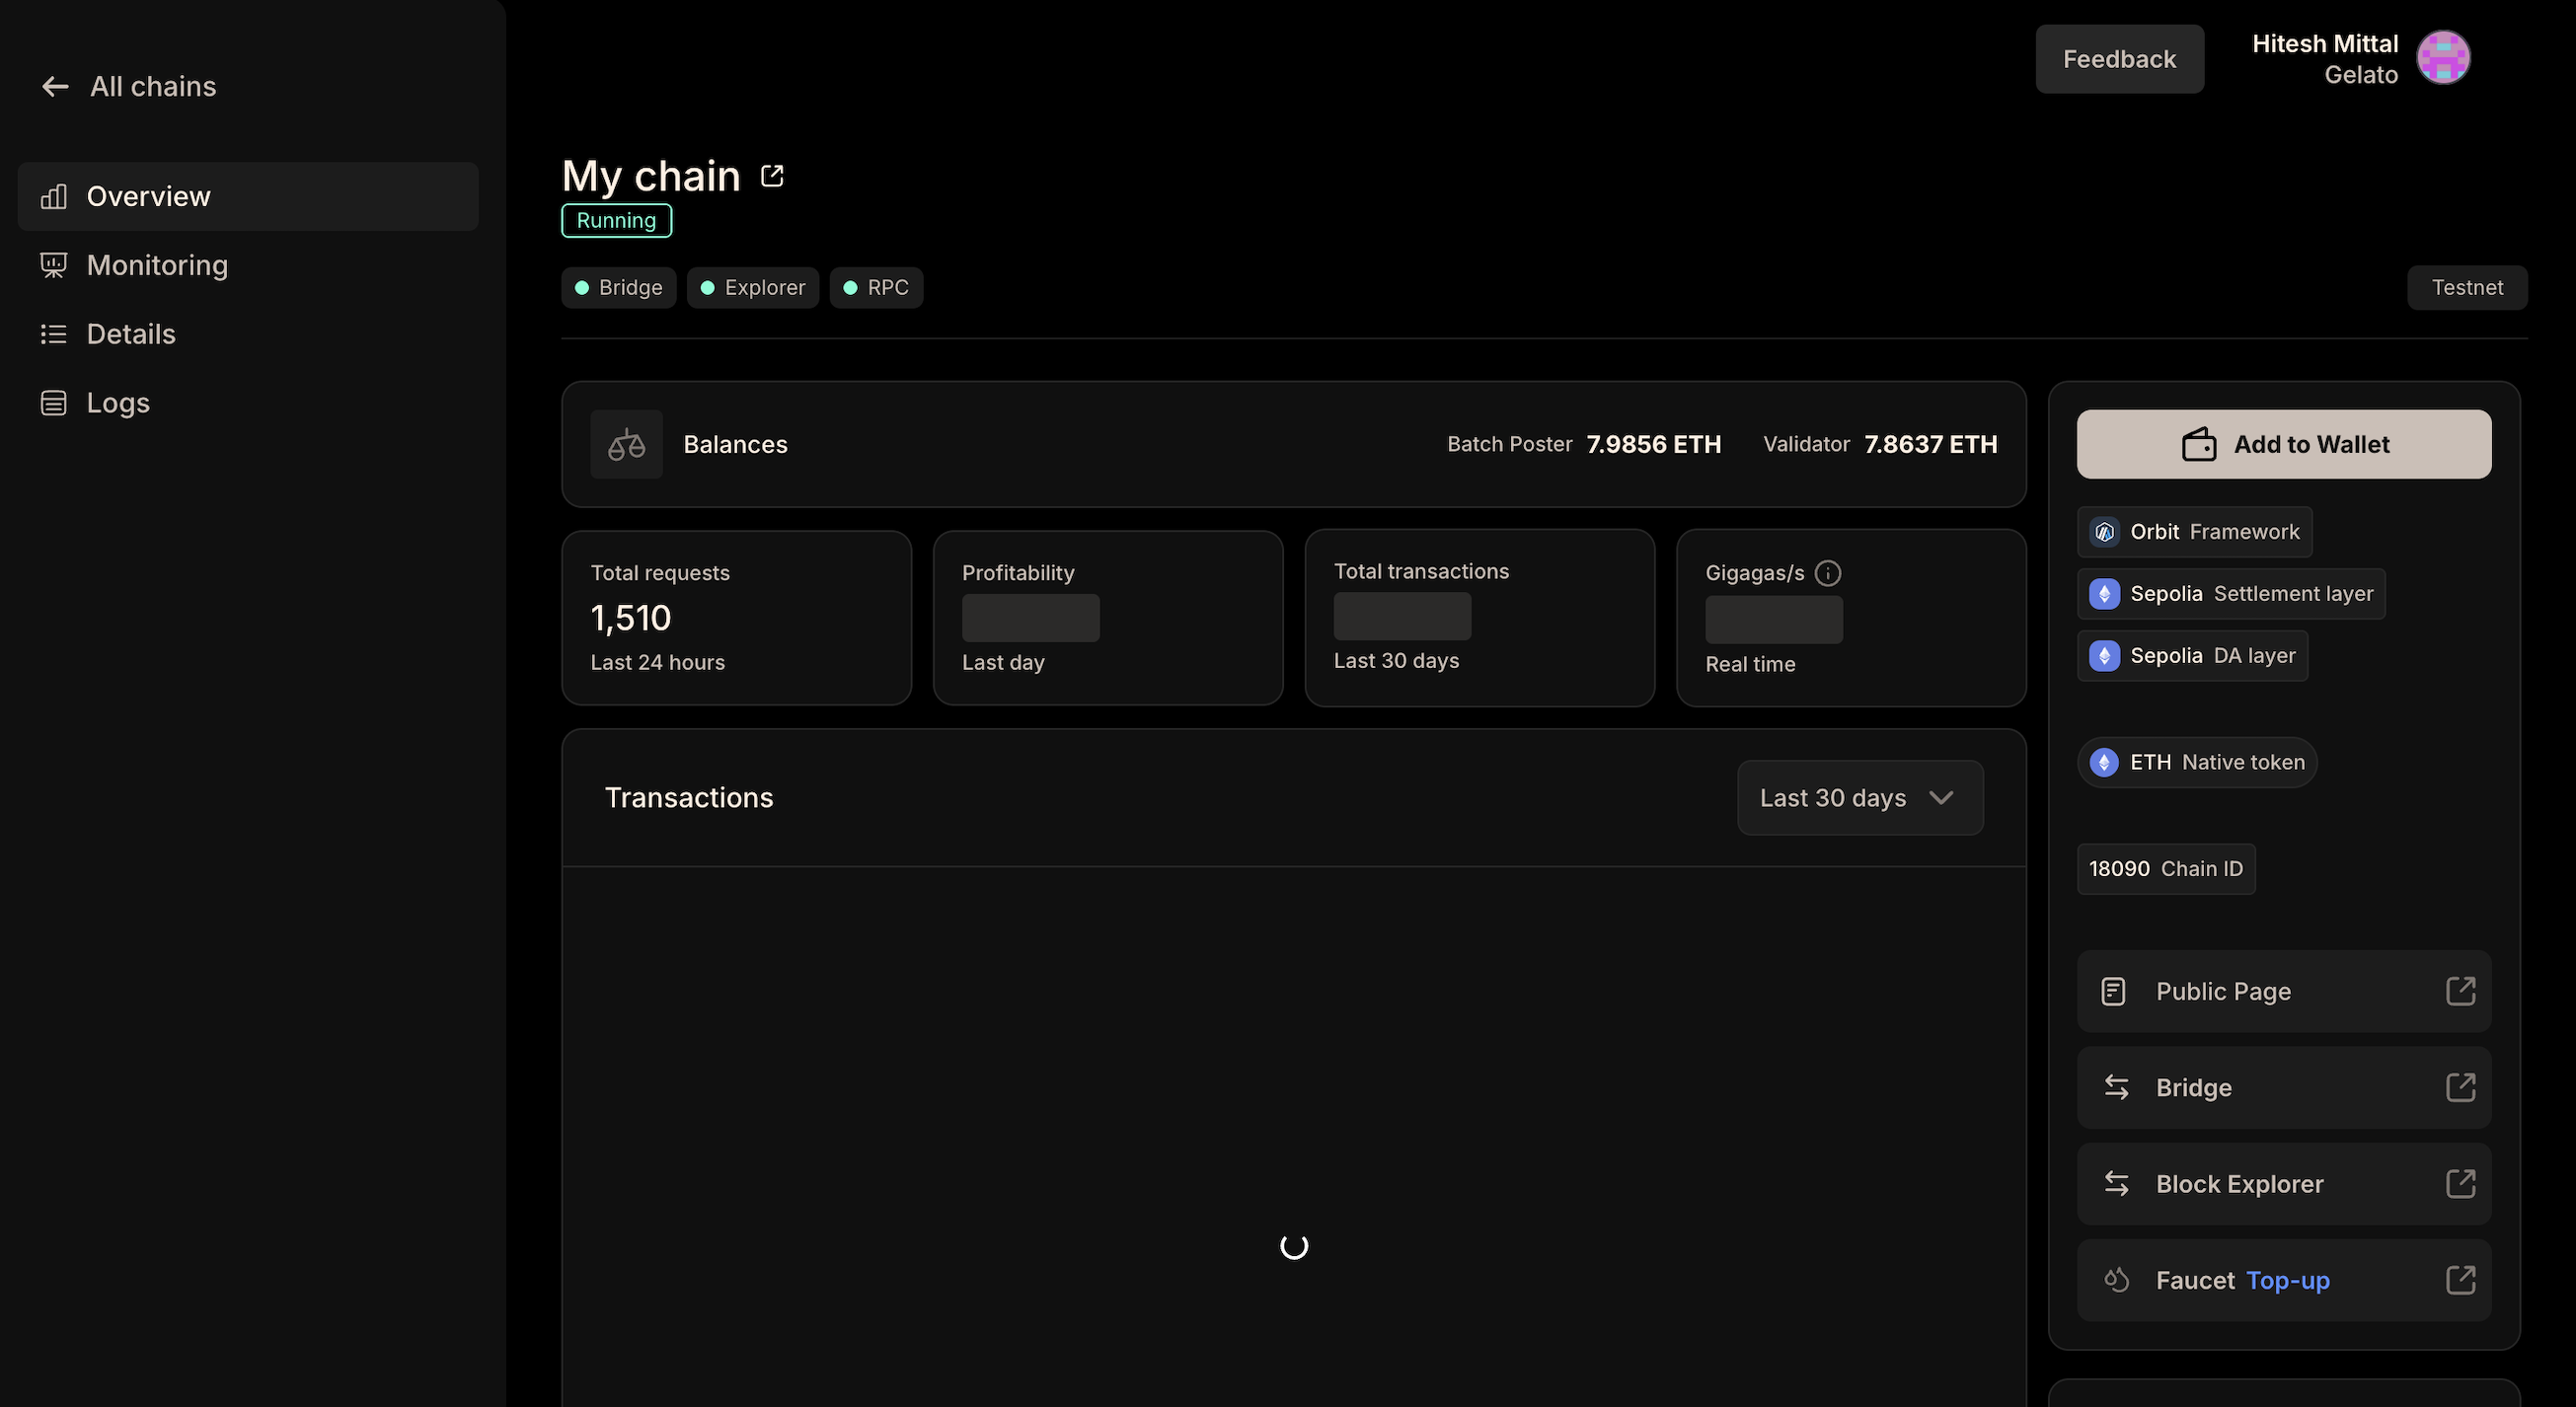 All chains
Overview
Monitoring
Details
Logs
Feedback
Hitesh Mittal
Gelato
My chain
Running
Bridge
Explorer
RPC
Testnet
Balances
Batch Poster 7.9856 ETH
Validator 7.8637 ETH
Total requests
1,510
Last 24 hours
Profitability
Last day
Total transactions
Last 30 days
Gigagas/s
Real time
Transactions
Last 30 days
Add to Wallet
Orbit Framework
Sepolia Settlement layer
Sepolia DA layer
ETH Native token
18090 Chain ID
Public Page
Bridge
Block Explorer
Faucet Top-up